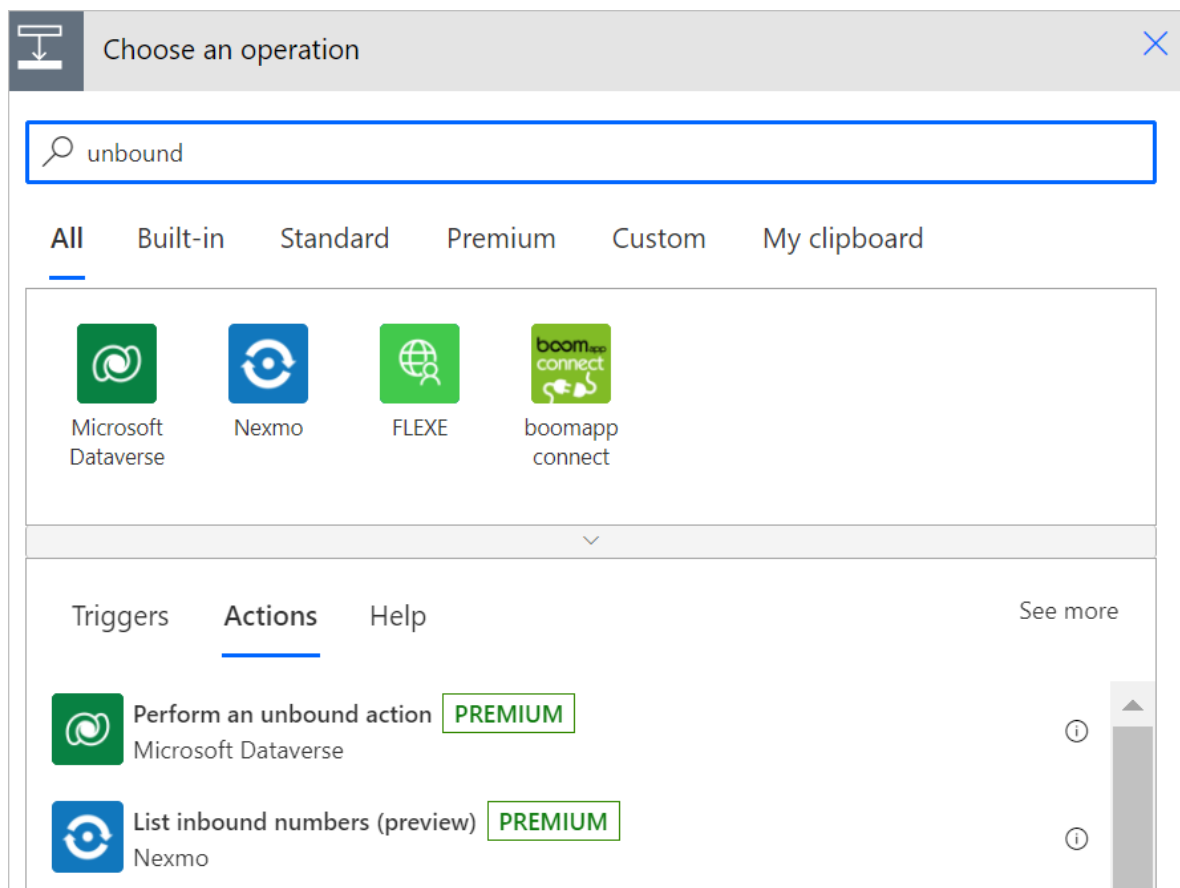 Choose an operation
unbound
All Built-in Standard Premium Custom My clipboard
boomapp
connect
Microsoft
Dataverse
Nexmo
FLEXE
boomapp
connect
Triggers Actions Help See more
Perform an unbound action PREMIUM
Microsoft Dataverse
List inbound numbers (preview) PREMIUM
Nexmo